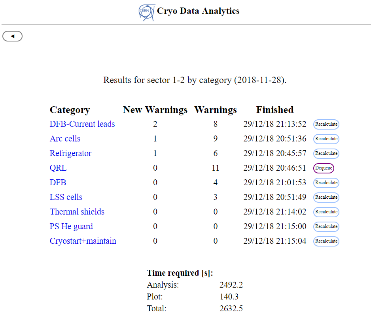 Cryo Data Analytics
Results for sector 1-2 by category (2018-11-28).
Category New Warnings Warnings Finished
DFB-Current leads 2 8 29/12/18 21:13:52 Recalculate
Arc cells 1 9 29/12/18 20:51:36 Recalculate
Refrigerator 1 6 29/12/18 20:45:57 Recalculate
QRL 0 11 29/12/18 20:46:51
DFB 0 4 29/12/18 21:01:53 Recalculate
LSS cells 0 3 29/12/18 20:51:49 Recalculate
Thermal shields 0 0 29/12/18 21:14:02 Recalculate
PS He guard 0 0 29/12/18 21:15:00 Recalculate
Cryostart+maintain 0 0 29/12/18 21:15:04 Recalculate
Time required [s]:
Analysis: 2492.2
Plot: 140.3
Total: 2632.5